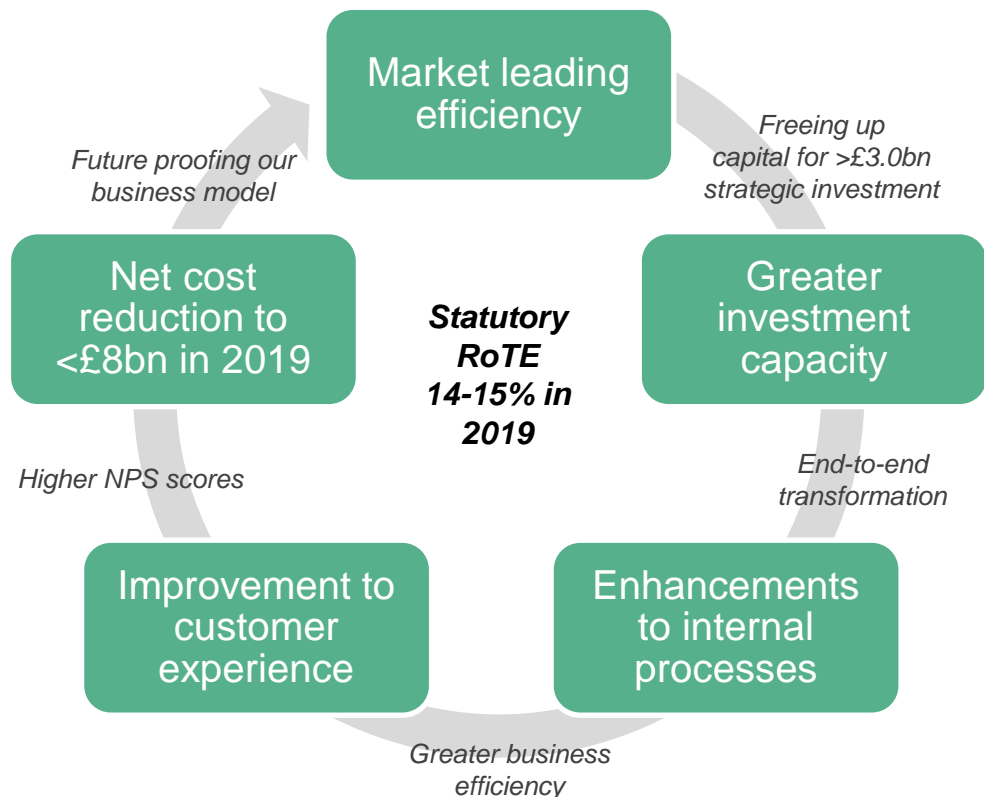 Market leading
efficiency
Freeing up
capital for >£3.0bn
strategic investment
Greater
investment
capacity
End-to-end
transformation
Enhancements
to internal
processes
Greater business
efficiency
Improvement to
customer
experience
Higher NPS scores
Net cost
reduction to
<£8bn in 2019
Future proofing our
business model
Statutory
RoTE
14-15% in
2019